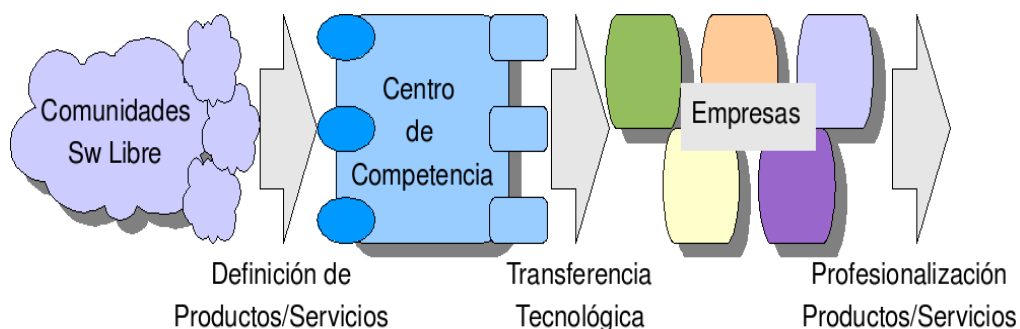 Comunidades
Sw Libre
Centro
de
Competencia
Empresas
Definición de
Productos/Servicios
Transferencia
Tecnológica
Profesionalización
Productos/Servicios